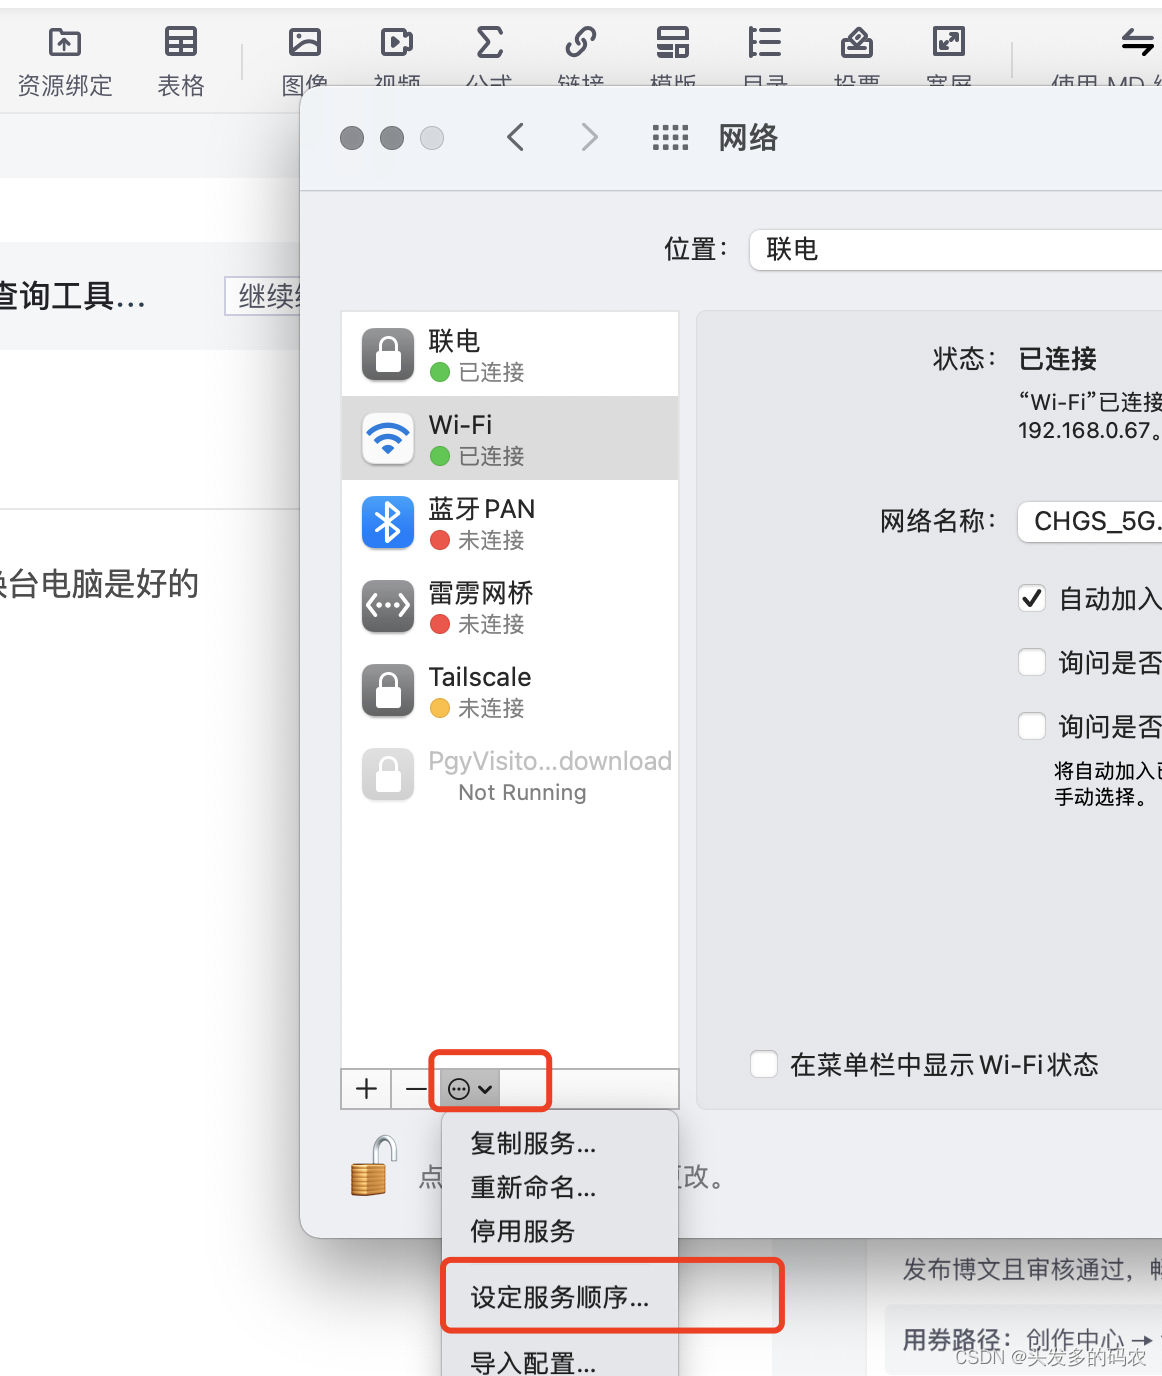 资源绑定
表格
图像
视频
公式
链接
模版
目录
投票
宽屏
使用 MD
网络
位置：
联电
查询工具...
继续
联电
已连接
Wi-Fi
已连接
蓝牙 PAN
未连接
雷雳网桥
未连接
Tailscale
未连接
PgyVisito...download
Not Running
状态：
已连接
“Wi-Fi”已连接
192.168.0.67。
网络名称：
CHGS_5G
自动加入
询问是否
询问是否
将自动加入已
手动选择。
换台电脑是好的
在菜单栏中显示 Wi-Fi 状态
点
更改。
复制服务...
重新命名...
停用服务
设定服务顺序...
导入配置...
发布博文且审核通过，
用券路径：创作中心 →
CSDN @头发多的码农